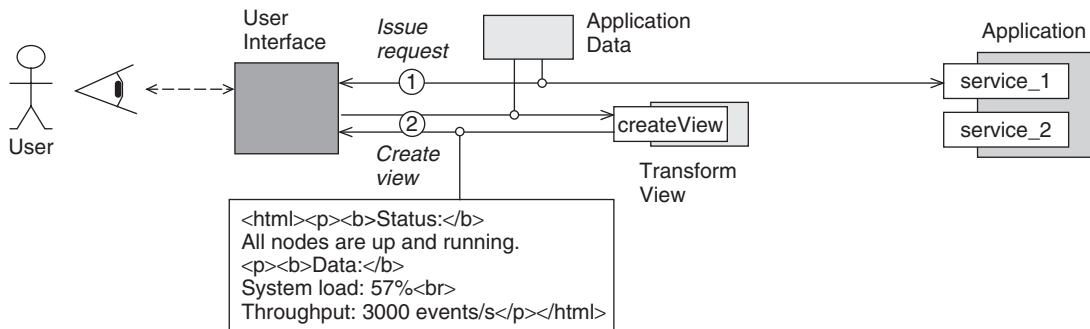 User
Interface
Issue
request
Application
Data
Application
1
service_1
2
createView
service_2
User
Create
view
Transform
View
<html><p><b>Status:</b>
All nodes are up and running.
<p><b>Data:</b>
System load: 57%<br>
Throughput: 3000 events/s</p></html>